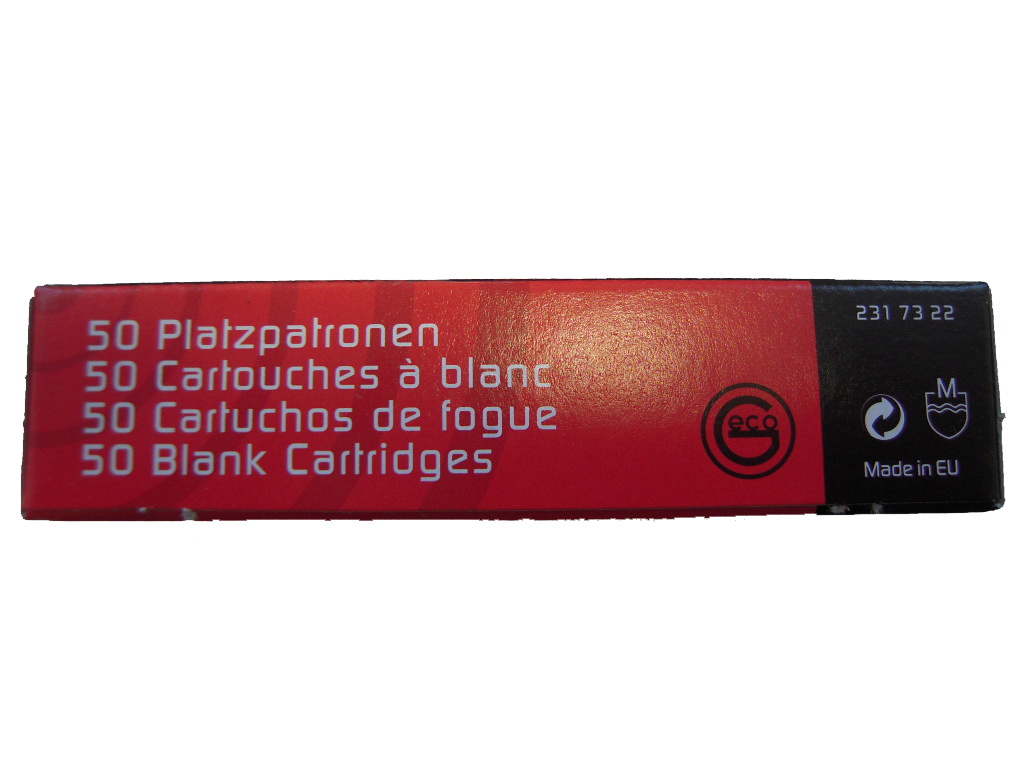 50 Platzpatronen
50 Cartouches à blanc
50 Cartuchos de fogue
50 Blank Cartridges
Geco
231 73 22
M
Made in EU